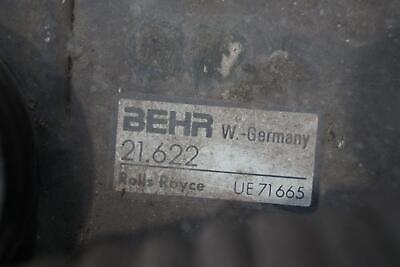 BEHR W.-Germany
21.622
Rolls Royce UE 71665